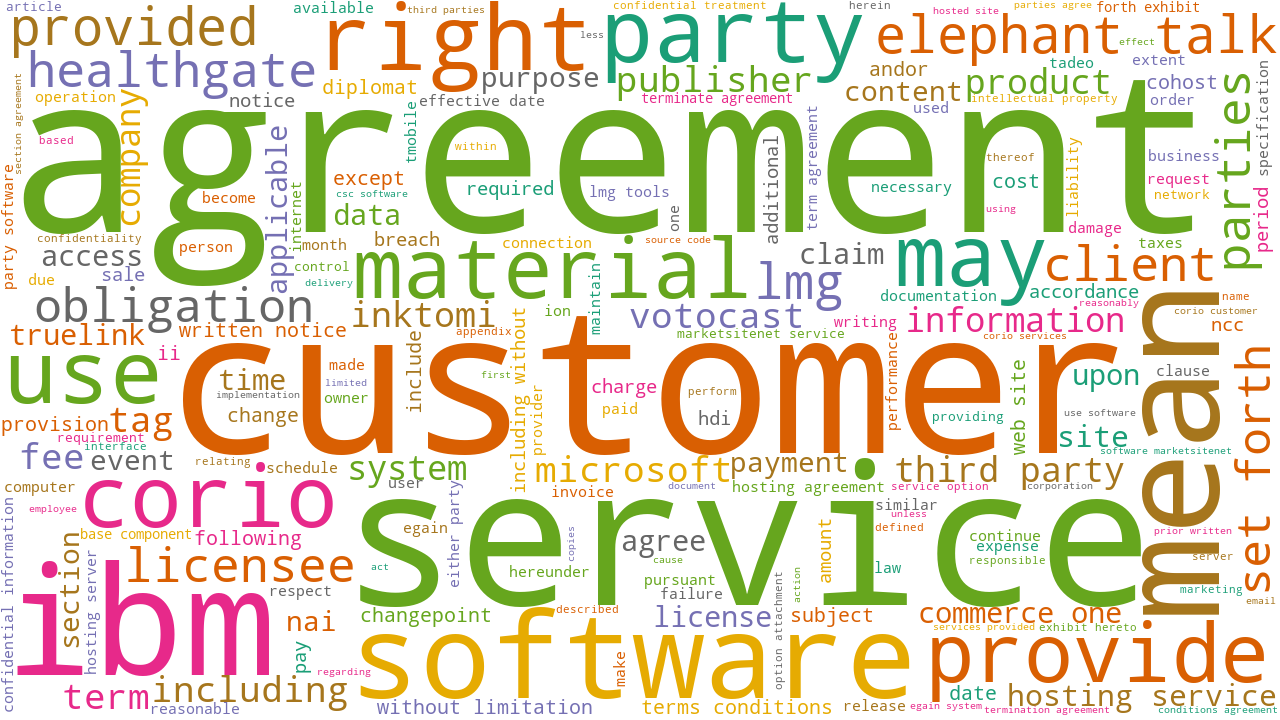 article
available
third parties
confidential treatment
herein
hosted site
parties agree
forth exhibit
provided
right
less
party
elephant talk
effect
healthgate
diplomat
purpose
publisher
andor
content
product
tadeo
extent
cohost
operation
notice
effective date
terminate agreement
used
intellectual property
order
specification
section agreement
company
agreement
tmobile
based
within
applicable
internet
additional
term agreement
liability
thereof
business
parties
party software
become
except
csc software
required
lmg tools
one
necessary
cost
request
network
period
data
using
confidentiality
person
month
breach
connection
source code
damage
taxes
access
material
claim
may
client
due
sale
control
delivery
lmg
maintain
documentation
accordance
reasonably
name
obligation
inktomi
ion
votocast
writing
information
corio customer
ncc
truelink
written notice
appendix
marketsitenet service
corio services
ii
use
customer
made
include
including without
first
performance
mean
set forth
time
limited
implementation
owner
charge
perform
web site
upon
clause
provision
tag
change
provider
paid
hdi
providing
use software
requirement
interface
site
software marketsitenet
fee
event
relating
schedule
system
microsoft
payment
third party
computer
user
document
hosting agreement
service option
corporation
employee
corio
invoice
similar
unless
confidential information
base component
following
egain
either party
service
copies
agree
amount
defined
continue
prior written
section
hosting server
licensee
act
hereunder
cause
expense
responsible
server
ibm
respect
pursuant
failure
action
law
marketing
email
changepoint
described
license
option attachment
subject
commerce one
nai
software
services provided
exhibit hereto
pay
regarding
make
provide
term
including
reasonable
without limitation
terms conditions
release
date
egain system
termination agreement
hosting service
conditions agreement